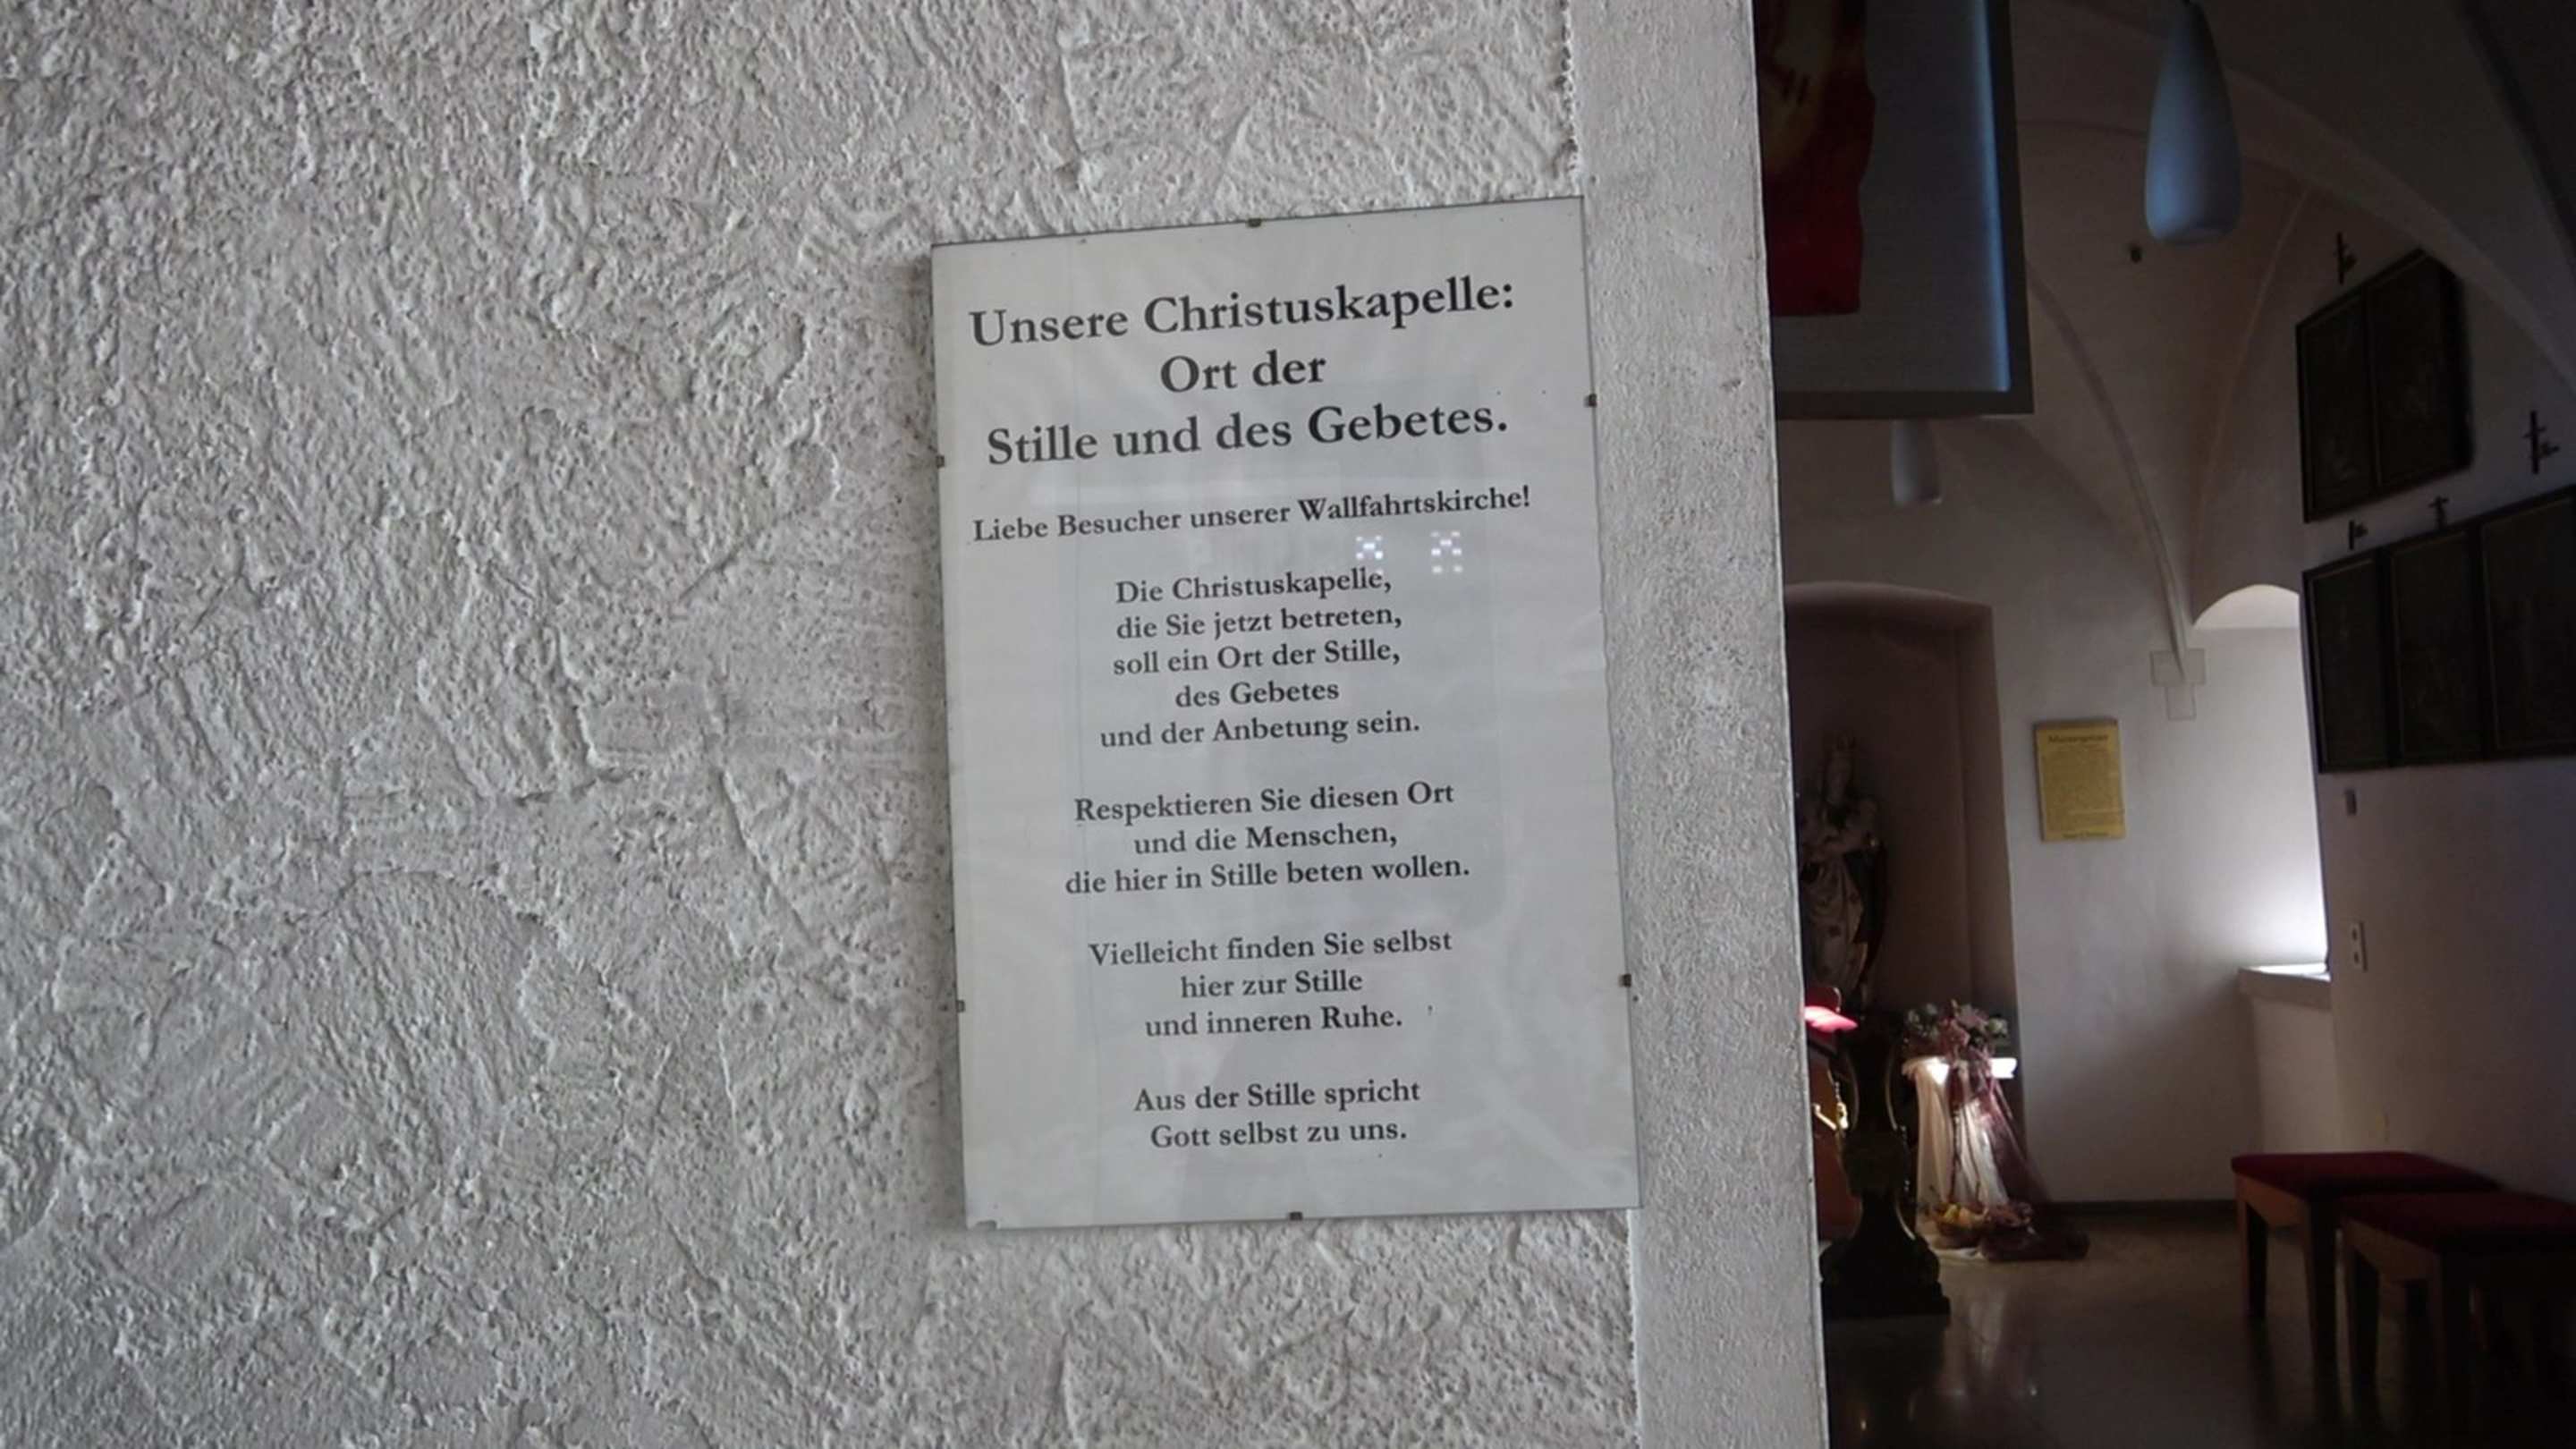 Unsere Christuskapelle:
Ort der
Stille und des Gebetes.
Liebe Besucher unserer Wallfahrtskirche!
Die Christuskapelle,
die Sie jetzt betreten,
soll ein Ort der Stille,
des Gebetes
und der Anbetung sein.
Respektieren Sie diesen Ort
und die Menschen,
die hier in Stille beten wollen.
Vielleicht finden Sie selbst
hier zur Stille
und inneren Ruhe.
Aus der Stille spricht
Gott selbst zu uns.